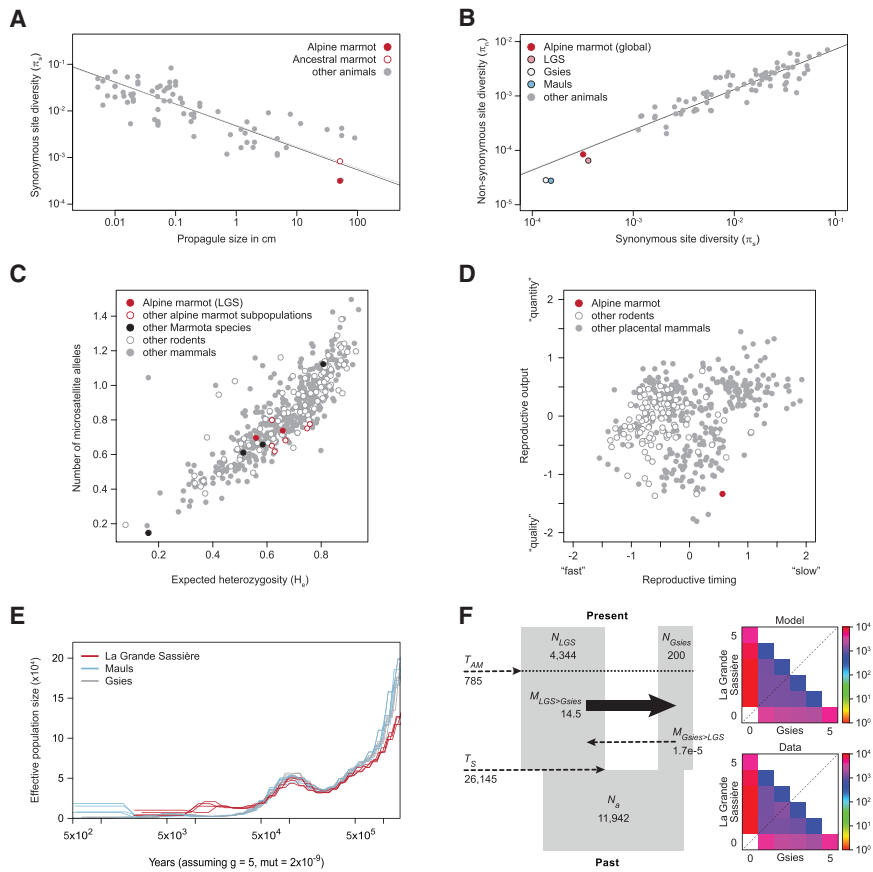 A
Synonymous site diversity (πs)
10⁻¹
10⁻²
10⁻³
10⁻⁴
Alpine marmot
Ancestral marmot
other animals
0.01
0.1
1
10
100
Propagule size in cm
B
Non-synonymous site diversity (πn)
10⁻²
10⁻³
10⁻⁴
10⁻⁵
Alpine marmot (global)
LGS
Gsies
Mauls
other animals
10⁻⁴
10⁻³
10⁻²
10⁻¹
Synonymous site diversity (πs)
C
Number of microsatellite alleles
1.4
1.2
1.0
0.8
0.6
0.4
0.2
Alpine marmot (LGS)
other alpine marmot subpopulations
other Marmota species
other rodents
other mammals
0.2
0.4
0.6
0.8
Expected heterozygosity (He)
D
Reproductive output
"quantity"
"quality"
2
1
0
-1
-2
Alpine marmot
other rodents
other placental mammals
-2
-1
0
1
2
"fast"
Reproductive timing
"slow"
E
Effective population size (x10⁴)
20
15
10
5
0
La Grande Sassière
Mauls
Gsies
5x10²
5x10³
5x10⁴
5x10⁵
Years (assuming g = 5, mut = 2x10⁻⁹)
F
Present
NLGS
4,344
NGsies
200
TAM
785
MLGS>Gsies
14.5
MGsies>LGS
1.7e-5
TS
26,145
Na
11,942
Past
Model
La Grande
Sassière
5
0
0
Gsies
5
10⁴
10³
10²
10¹
10⁰
Data
La Grande
Sassière
5
0
0
Gsies
5
10⁴
10³
10²
10¹
10⁰